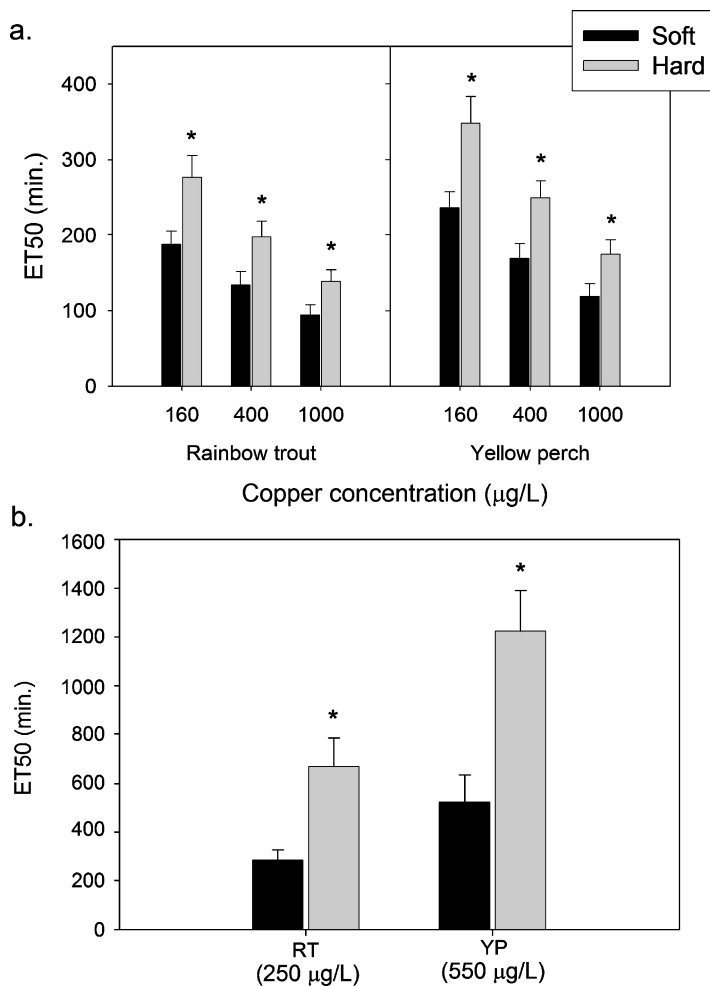 a.
Soft
Hard
400
300
200
100
0
ET50 (min.)
*
*
*
*
*
*
160 400 1000 160 400 1000
Rainbow trout Yellow perch
Copper concentration (μg/L)
b.
1600
1400
1200
1000
800
600
400
200
0
ET50 (min.)
*
*
RT YP
(250 μg/L) (550 μg/L)